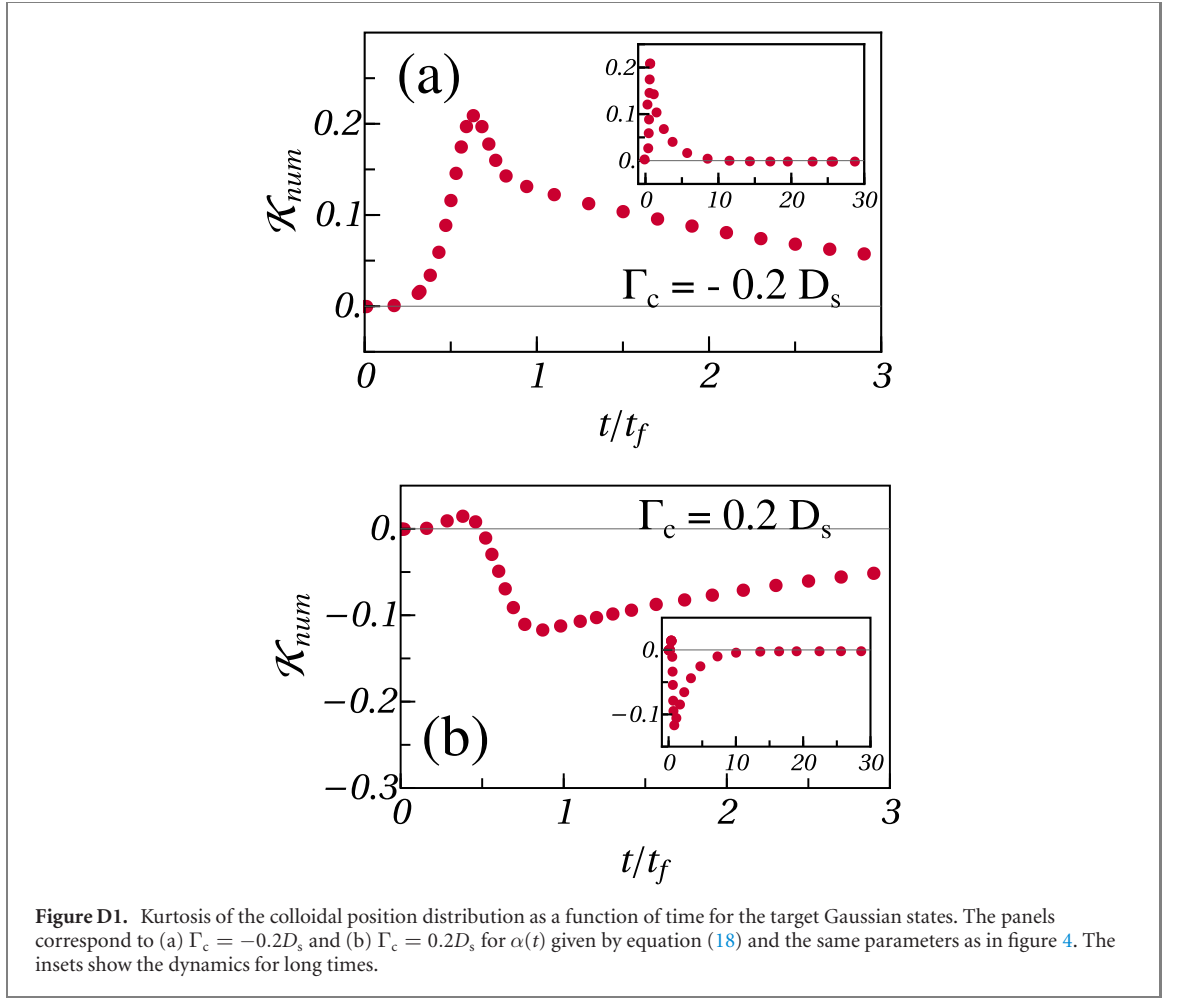 (a)
0.2
0.1
0.
𝒦num
0
1
2
3
t/tf
Γc = - 0.2 Ds
0.2
0.1
0.
0
10
20
30
Γc = 0.2 Ds
0.
−0.1
−0.2
−0.3
𝒦num
(b)
0
1
2
3
t/tf
0.
−0.1
0
10
20
30
Figure D1. Kurtosis of the colloidal position distribution as a function of time for the target Gaussian states. The panels
correspond to (a) Γc = −0.2Ds and (b) Γc = 0.2Ds for α(t) given by equation (18) and the same parameters as in figure 4. The
insets show the dynamics for long times.